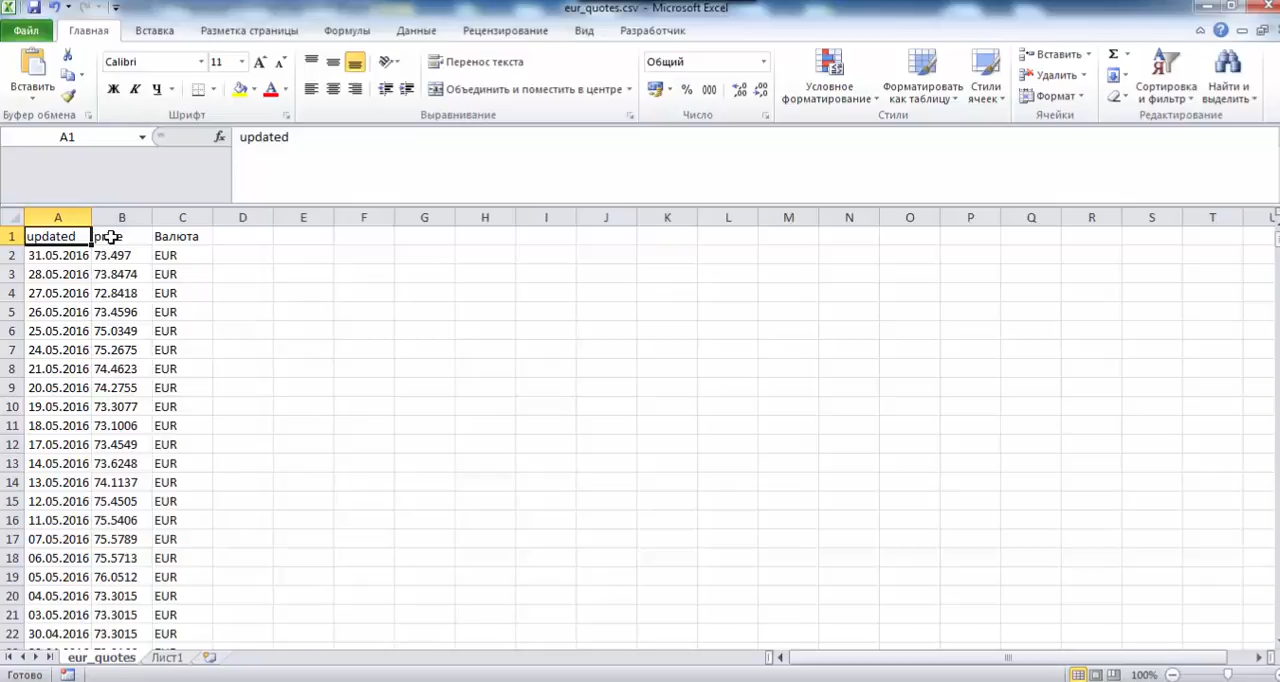 eur_quotes.csv - Microsoft Excel
Файл Главная Вставка Разметка страницы Формулы Данные Рецензирование Вид Разработчик
Вставить
Буфер обмена
Calibri 11
Ж К Ч
Шрифт
Перенос текста
Объединить и поместить в центре
Выравнивание
Общий
% 000
Число
Условное форматирование
Форматировать как таблицу
Стили ячеек
Стили
Вставить
Удалить
Формат
Ячейки
Σ
Сортировка и фильтр
Найти и выделить
Редактирование
A1 fx updated
A B C D E F G H I J K L M N O P Q R S T U
1 updated Валюта
2 31.05.2016 73.497 EUR
3 28.05.2016 73.8474 EUR
4 27.05.2016 72.8418 EUR
5 26.05.2016 73.4596 EUR
6 25.05.2016 75.0349 EUR
7 24.05.2016 75.2675 EUR
8 21.05.2016 74.4623 EUR
9 20.05.2016 74.2755 EUR
10 19.05.2016 73.3077 EUR
11 18.05.2016 73.1006 EUR
12 17.05.2016 73.4549 EUR
13 14.05.2016 73.6248 EUR
14 13.05.2016 74.1137 EUR
15 12.05.2016 75.4505 EUR
16 11.05.2016 75.5406 EUR
17 07.05.2016 75.5789 EUR
18 06.05.2016 75.5713 EUR
19 05.05.2016 76.0512 EUR
20 04.05.2016 73.3015 EUR
21 03.05.2016 73.3015 EUR
22 30.04.2016 73.3015 EUR
eur_quotes Лист1
Готово 100%